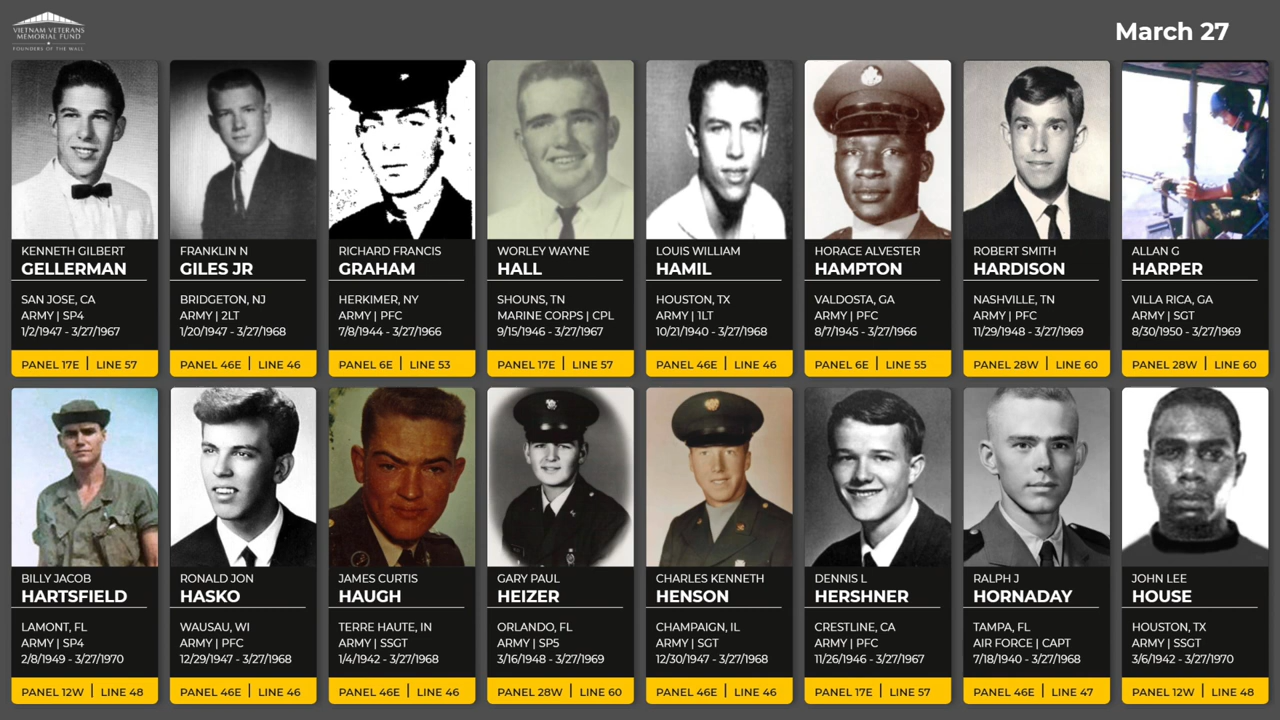 VIETNAM VETERANS
MEMORIAL FUND
FOUNDERS OF THE WALL
March 27
KENNETH GILBERT
GELLERMAN
SAN JOSE, CA
ARMY | SP4
1/2/1947 - 3/27/1967
PANEL 17E | LINE 57
FRANKLIN N
GILES JR
BRIDGETON, NJ
ARMY | 2LT
1/20/1947 - 3/27/1968
PANEL 46E | LINE 46
RICHARD FRANCIS
GRAHAM
HERKIMER, NY
ARMY | PFC
7/8/1944 - 3/27/1966
PANEL 6E | LINE 53
WORLEY WAYNE
HALL
SHOUNS, TN
MARINE CORPS | CPL
9/15/1946 - 3/27/1967
PANEL 17E | LINE 57
LOUIS WILLIAM
HAMIL
HOUSTON, TX
ARMY | 1LT
10/21/1940 - 3/27/1968
PANEL 46E | LINE 46
HORACE ALVESTER
HAMPTON
VALDOSTA, GA
ARMY | PFC
8/7/1945 - 3/27/1966
PANEL 6E | LINE 55
ROBERT SMITH
HARDISON
NASHVILLE, TN
ARMY | PFC
11/29/1948 - 3/27/1969
PANEL 28W | LINE 60
ALLAN G
HARPER
VILLA RICA, GA
ARMY | SGT
8/30/1950 - 3/27/1969
PANEL 28W | LINE 60
BILLY JACOB
HARTSFIELD
LAMONT, FL
ARMY | SP4
2/8/1949 - 3/27/1970
PANEL 12W | LINE 48
RONALD JON
HASKO
WAUSAU, WI
ARMY | PFC
12/29/1947 - 3/27/1968
PANEL 46E | LINE 46
JAMES CURTIS
HAUGH
TERRE HAUTE, IN
ARMY | SSGT
1/4/1942 - 3/27/1968
PANEL 46E | LINE 46
GARY PAUL
HEIZER
ORLANDO, FL
ARMY | SP5
3/16/1948 - 3/27/1969
PANEL 28W | LINE 60
CHARLES KENNETH
HENSON
CHAMPAIGN, IL
ARMY | SGT
12/30/1947 - 3/27/1968
PANEL 46E | LINE 46
DENNIS L
HERSHNER
CRESTLINE, CA
ARMY | PFC
11/26/1946 - 3/27/1967
PANEL 17E | LINE 57
RALPH J
HORNADAY
TAMPA, FL
AIR FORCE | CAPT
7/18/1940 - 3/27/1968
PANEL 46E | LINE 47
JOHN LEE
HOUSE
HOUSTON, TX
ARMY | SSGT
3/6/1942 - 3/27/1970
PANEL 12W | LINE 48